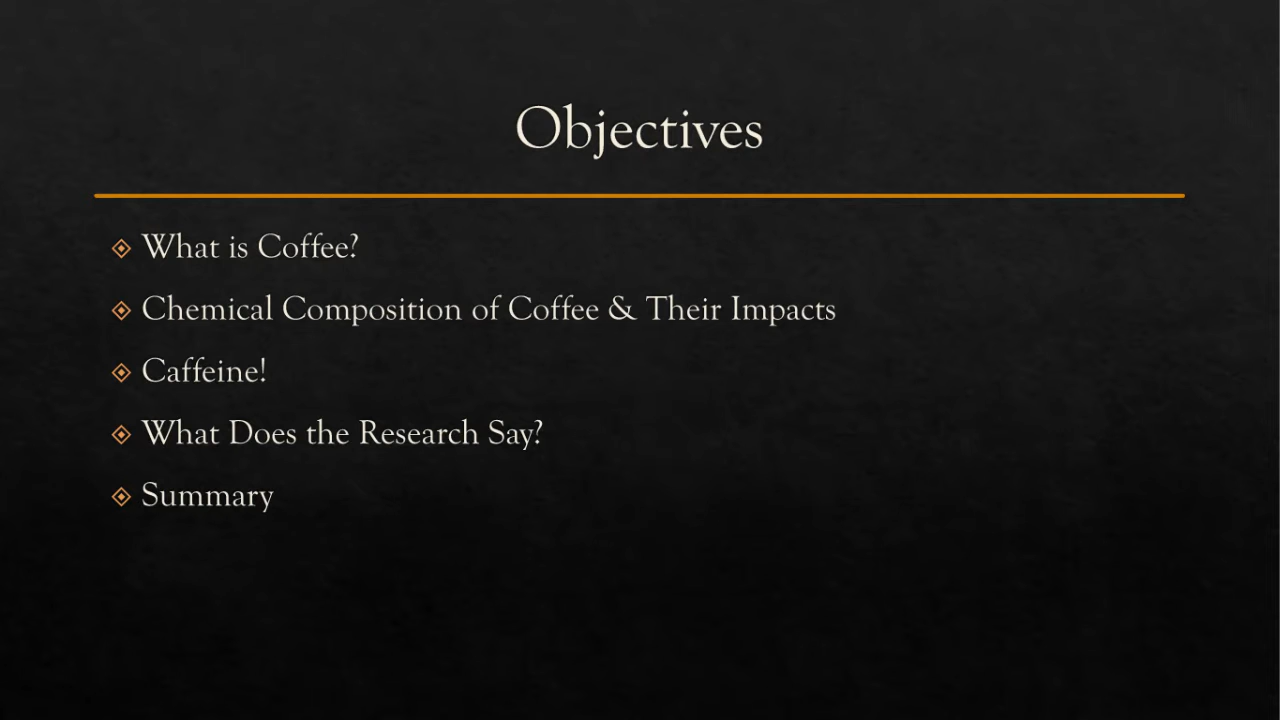 Objectives
What is Coffee?
Chemical Composition of Coffee & Their Impacts
Caffeine!
What Does the Research Say?
Summary